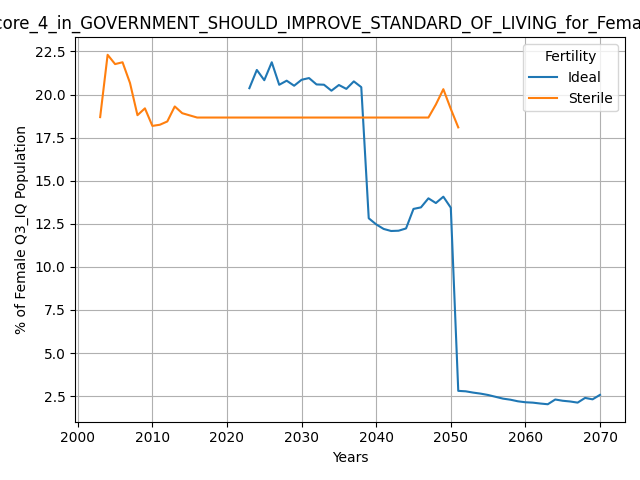 core_4_in_GOVERNMENT_SHOULD_IMPROVE_STANDARD_OF_LIVING_for_Fema
22.5
20.0
17.5
15.0
12.5
10.0
7.5
5.0
2.5
% of Female Q3_IQ Population
Fertility
Ideal
Sterile
2000 2010 2020 2030 2040 2050 2060 2070
Years